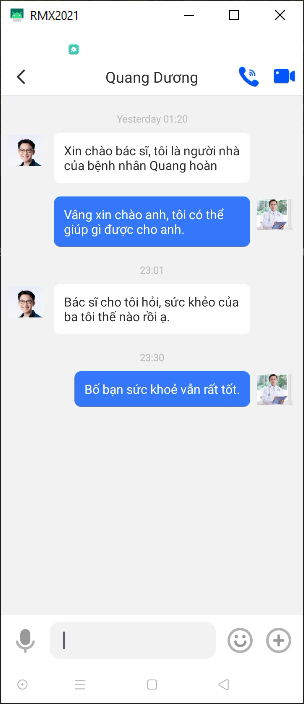 RMX2021
Quang Dương
Yesterday 01:20
Xin chào bác sĩ, tôi là người nhà
của bệnh nhân Quang hoàn
Vâng xin chào anh, tôi có thể
giúp gì được cho anh.
23:01
Bác sĩ cho tôi hỏi, sức khẻo của
ba tôi thế nào rồi ạ.
23:30
Bố bạn sức khoẻ vẫn rất tốt.